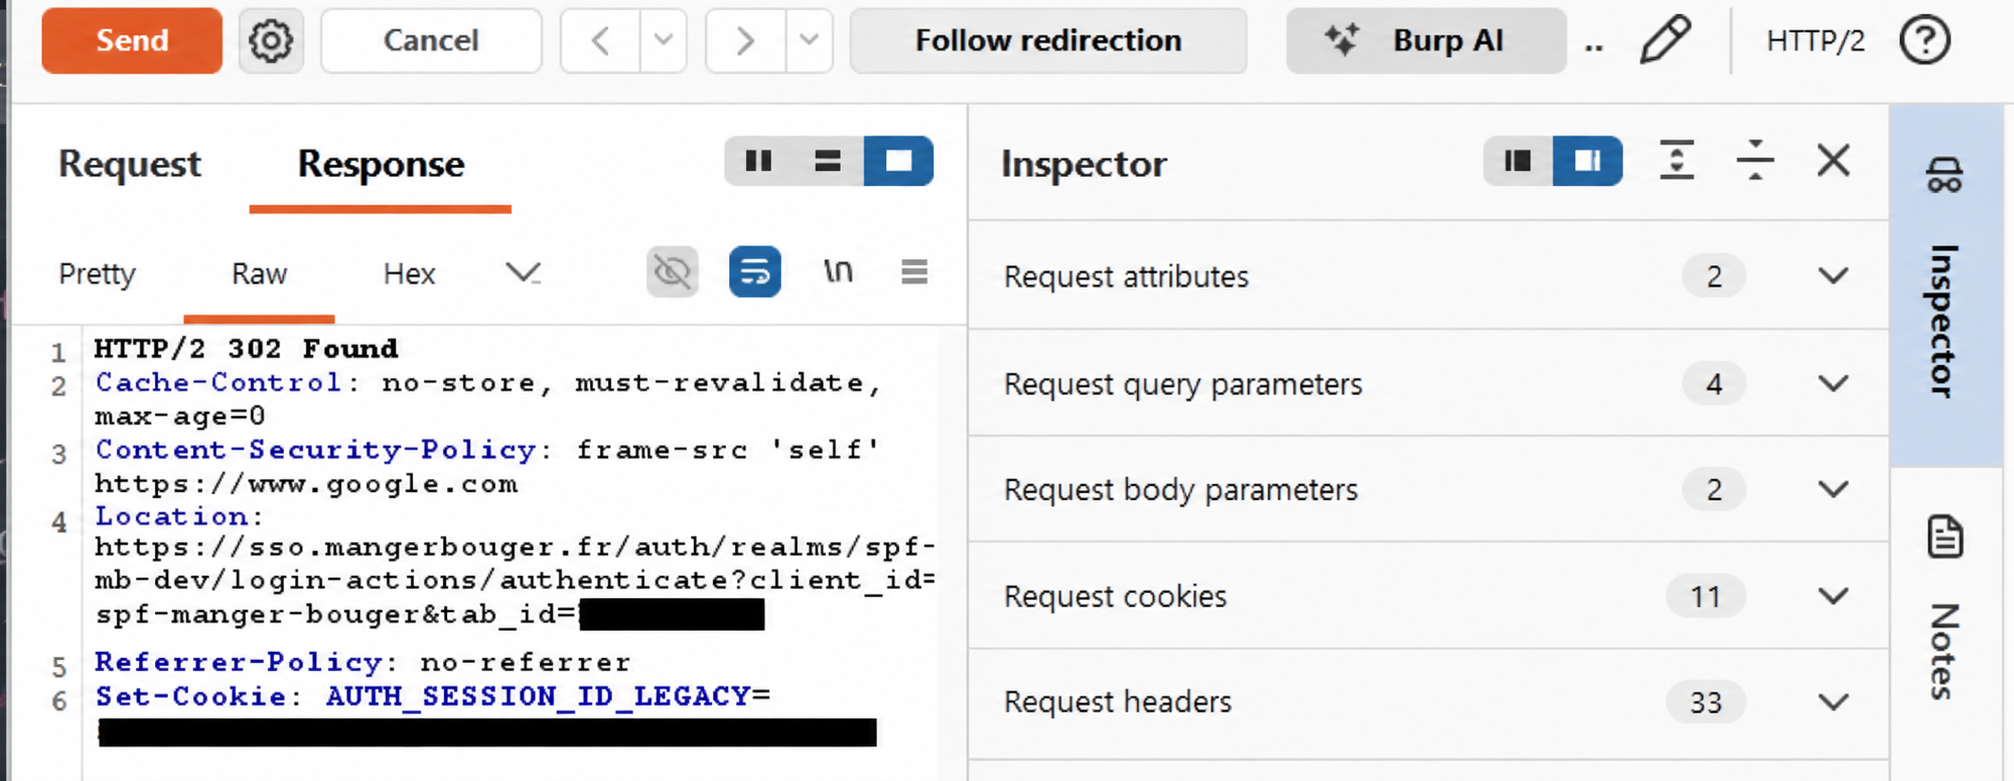 Send
Cancel
Follow redirection
Burp AI
..
HTTP/2
Request
Response
Pretty
Raw
Hex
\n
1 HTTP/2 302 Found
2 Cache-Control: no-store, must-revalidate,
max-age=0
3 Content-Security-Policy: frame-src 'self'
https://www.google.com
4 Location:
https://sso.mangerbouger.fr/auth/realms/spf-
mb-dev/login-actions/authenticate?client_id=
spf-manger-bouger&tab_id=
5 Referrer-Policy: no-referrer
6 Set-Cookie: AUTH_SESSION_ID_LEGACY=
Inspector
Request attributes 2
Request query parameters 4
Request body parameters 2
Request cookies 11
Request headers 33
Inspector
Notes